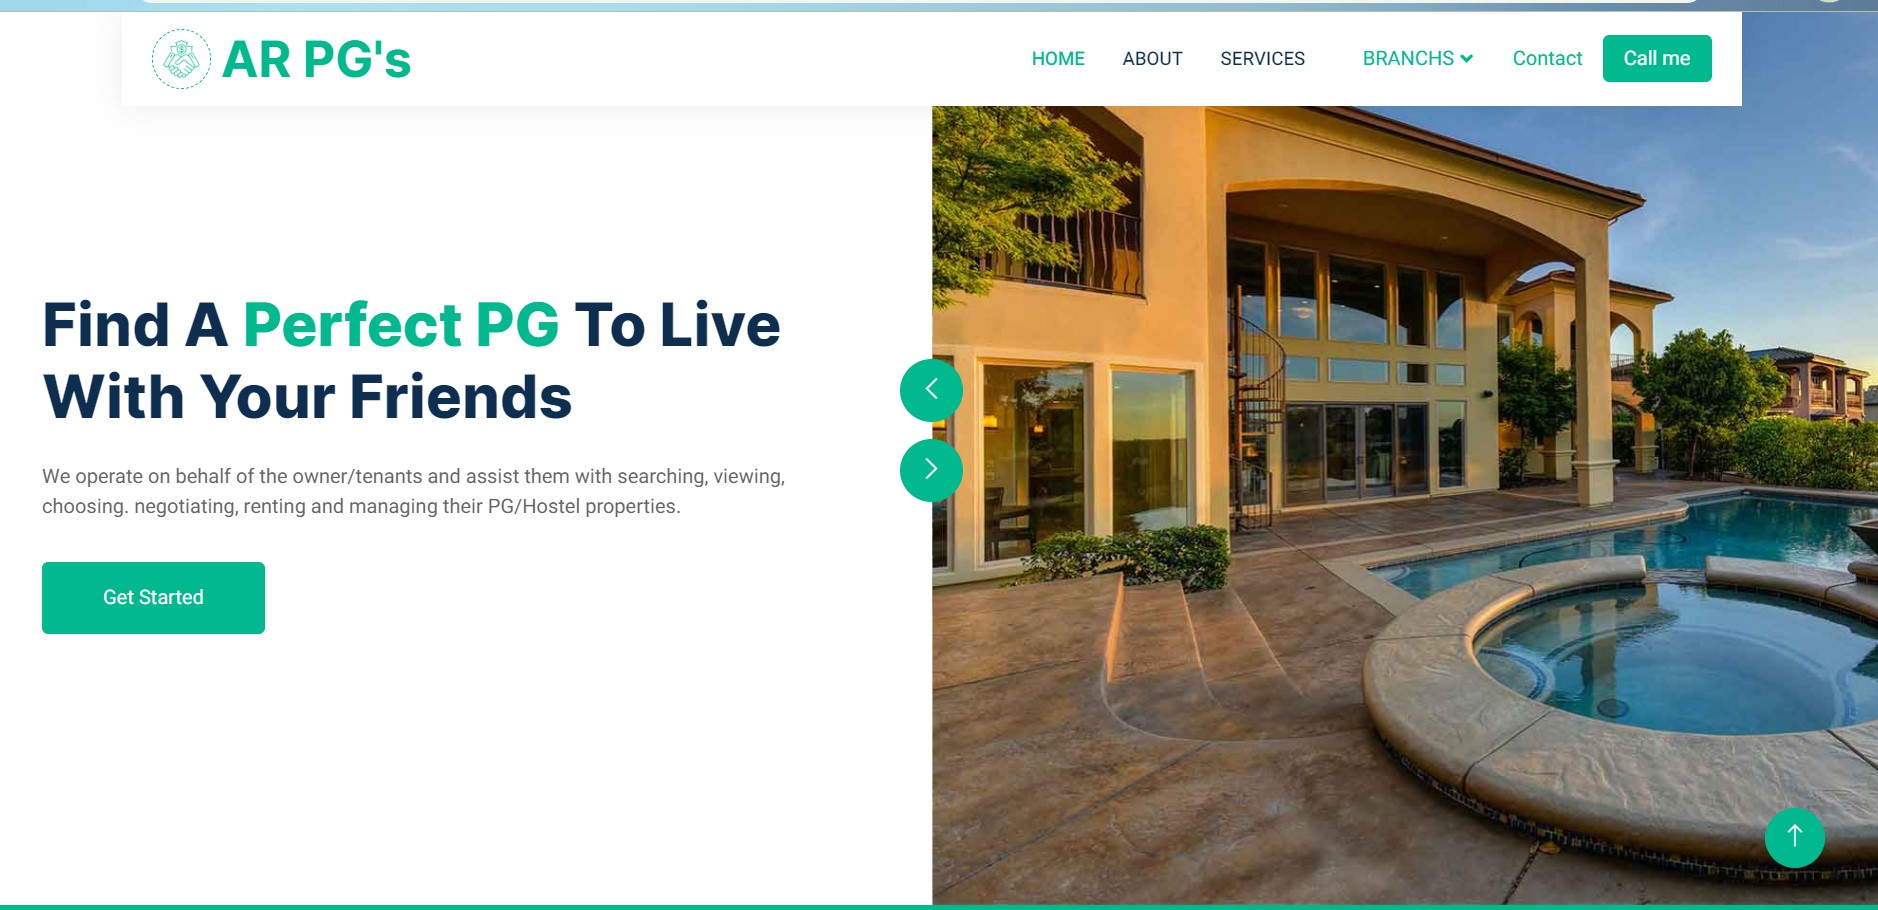 AR PG's
HOME ABOUT SERVICES BRANCHS Contact Call me
Find A Perfect PG To Live
With Your Friends
We operate on behalf of the owner/tenants and assist them with searching, viewing,
choosing. negotiating, renting and managing their PG/Hostel properties.
Get Started